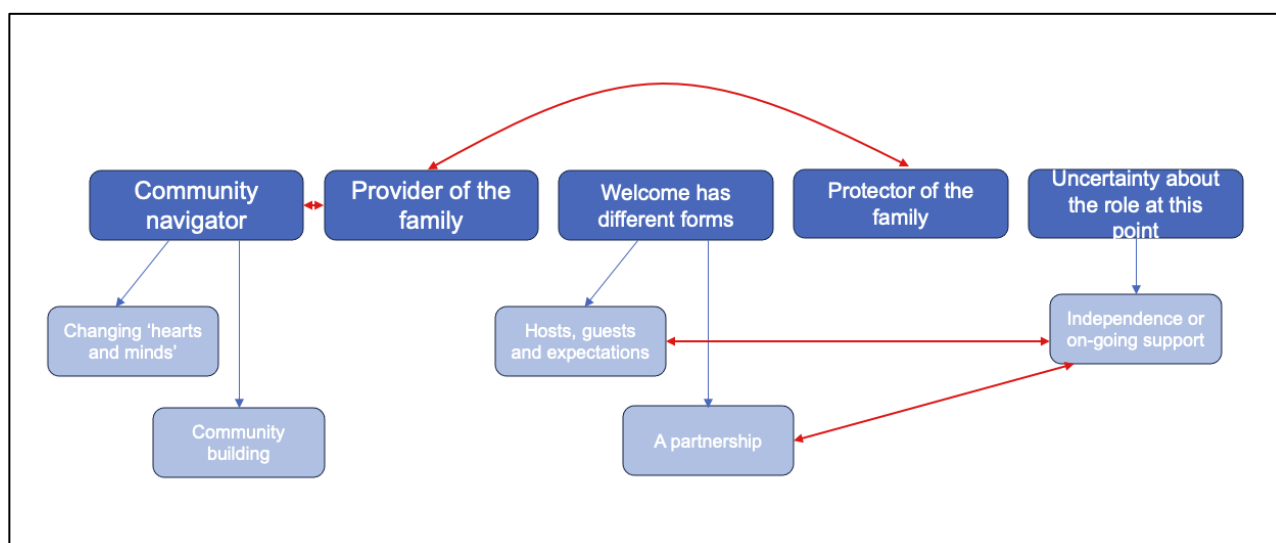 Community
navigator
Provider of the
family
Welcome has
different forms
Protector of the
family
Uncertainty about
the role at this
point
Changing ‘hearts
and minds’
Hosts, guests
and expectations
Independence or
on-going support
Community
building
A partnership